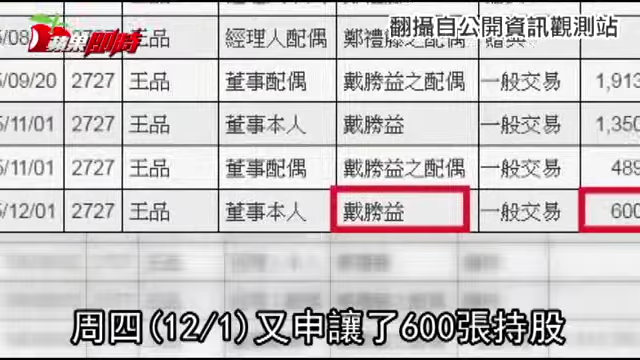 蘋果即時
翻攝自公開資訊觀測站
/08 經理人配偶 鄭禮藤之配偶 贈與
/09/20 2727 王品 董事配偶 戴勝益之配偶 一般交易 1,913
5/11/01 2727 王品 董事本人 戴勝益 一般交易 1,350
5/11/01 2727 王品 董事配偶 戴勝益之配偶 一般交易 489
5/12/01 2727 王品 董事本人 戴勝益 一般交易 600
周四(12/1)又申讓了600張持股